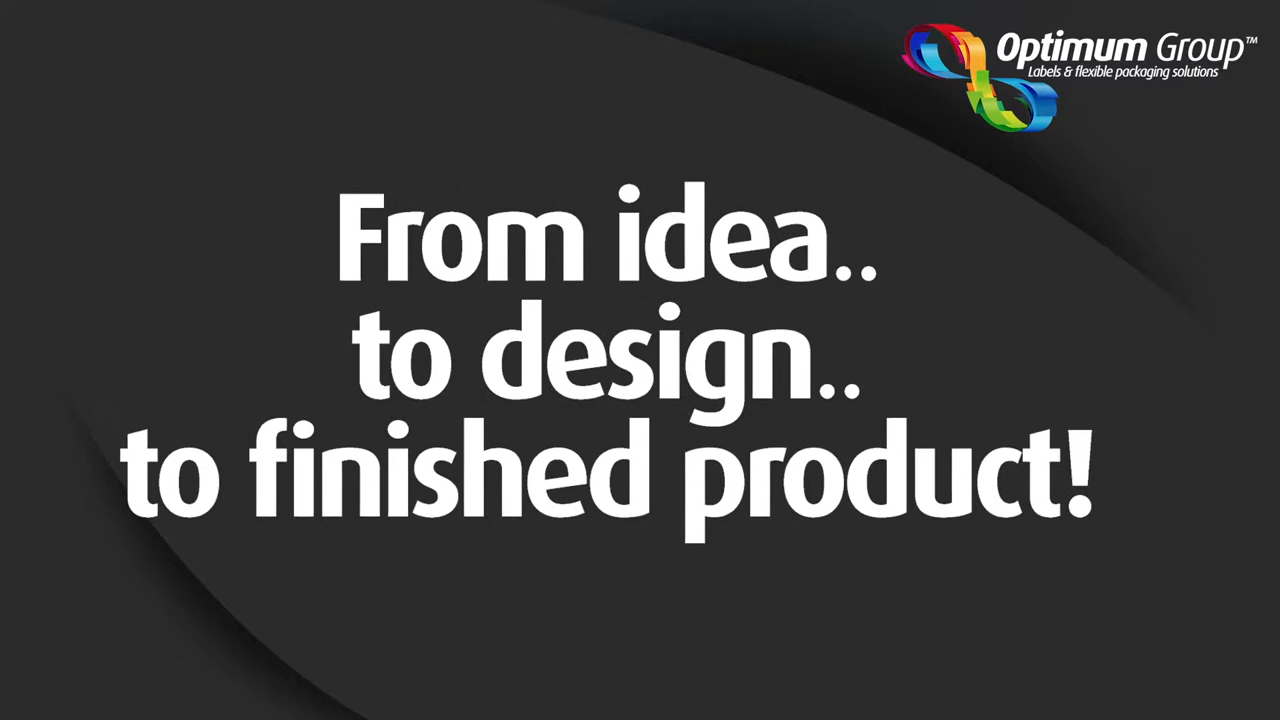 Optimum Group™
Labels & flexible packaging solutions
From idea..
to design..
to finished product!